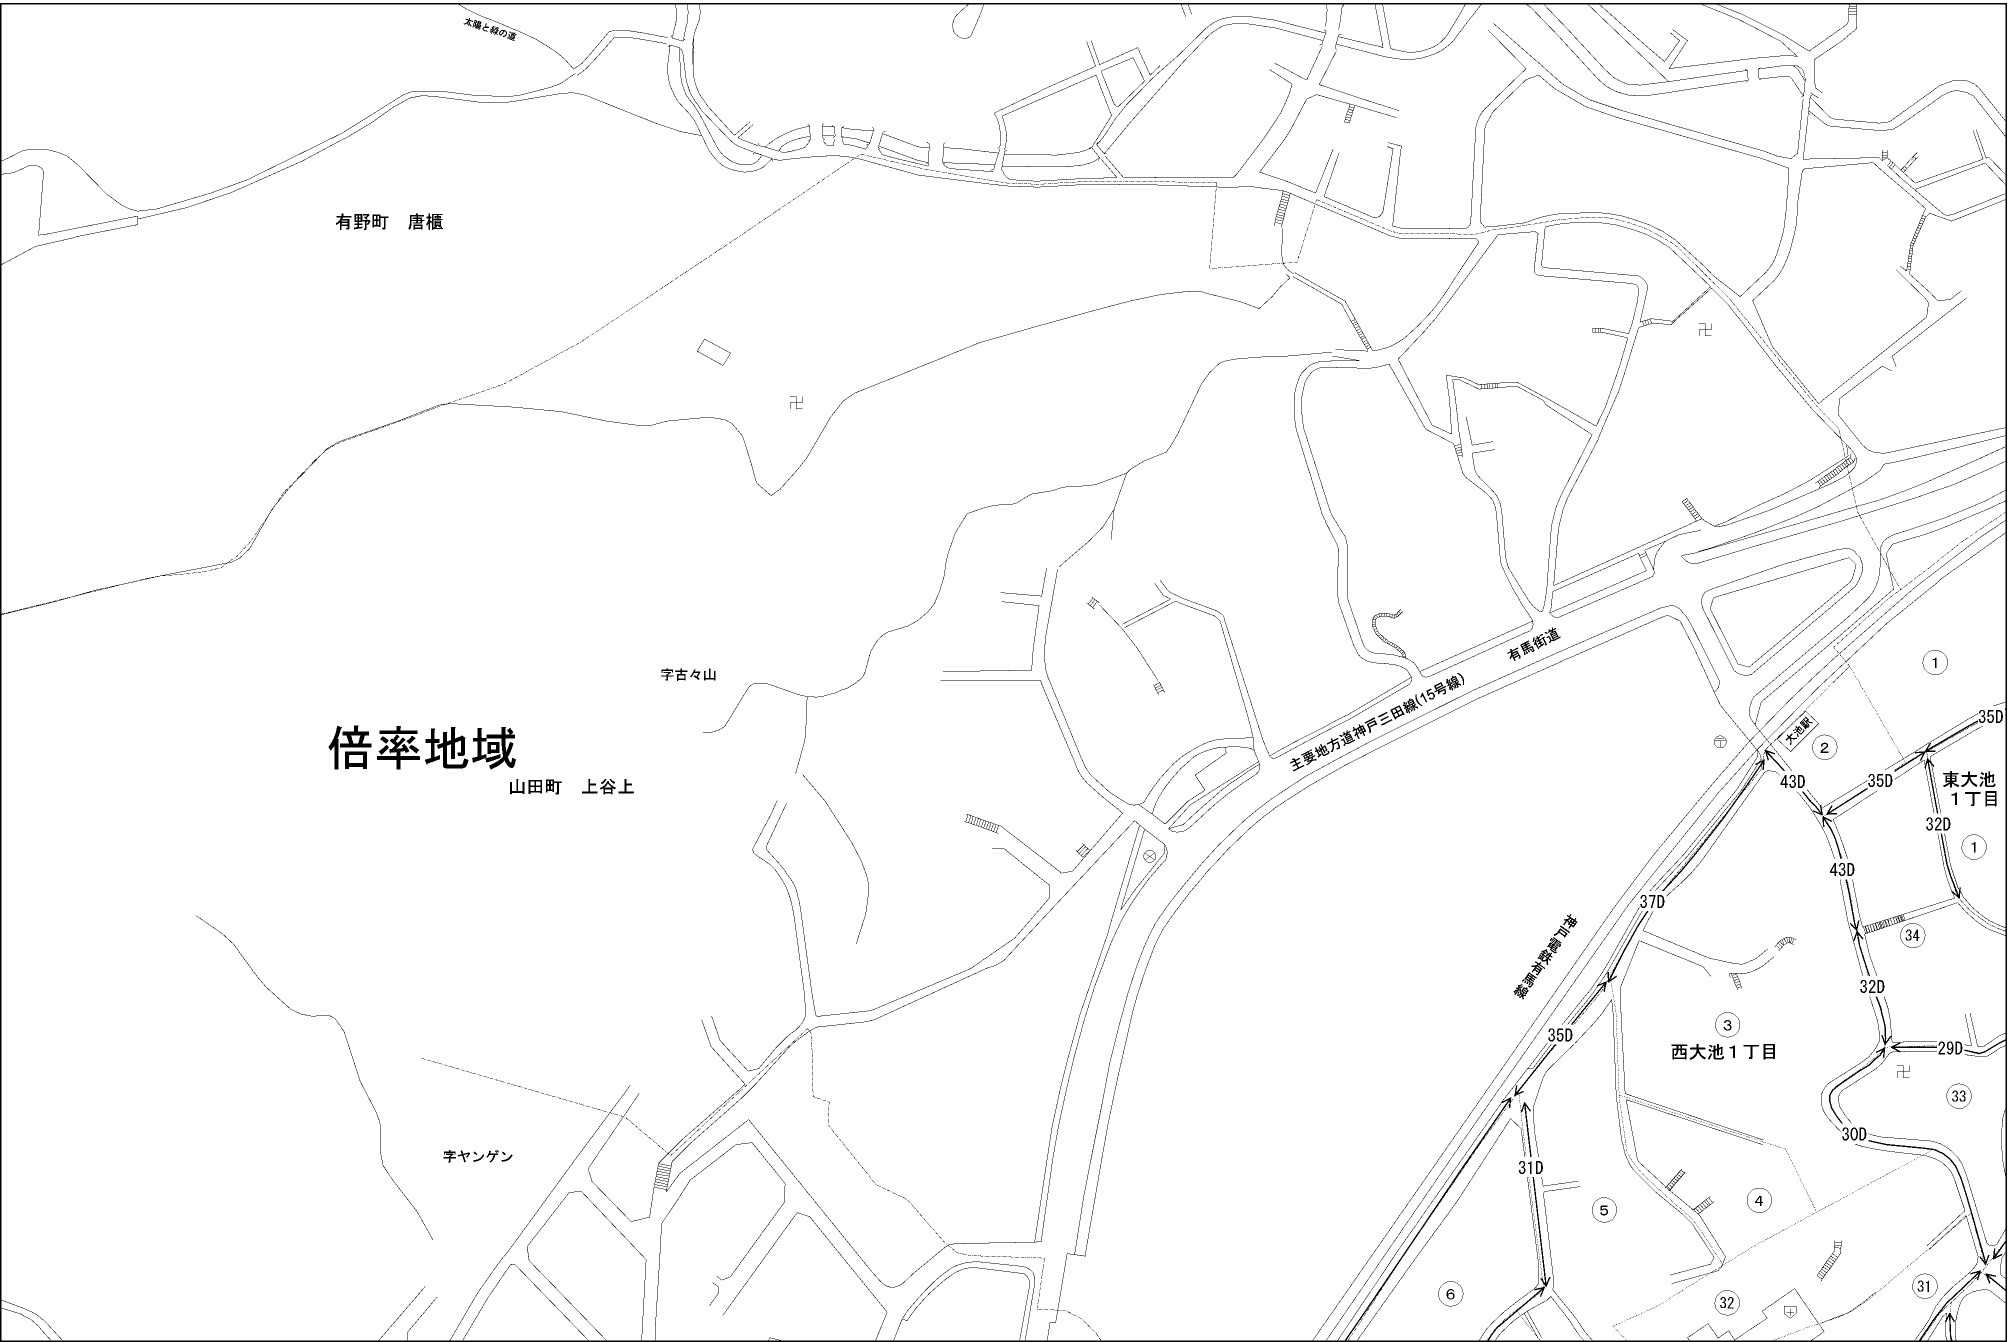 太陽と緑の道
有野町　唐櫃
字古々山
倍率地域
山田町　上谷上
字ヤンゲン
有馬街道
主要地方道神戸三田線(15号線)
神戸電鉄有馬線
大池駅
①
②
35D
43D
35D
東大池
１丁目
32D
①
43D
37D
34
32D
③
西大池１丁目
35D
29D
33
30D
31D
④
⑤
⑥
31
32